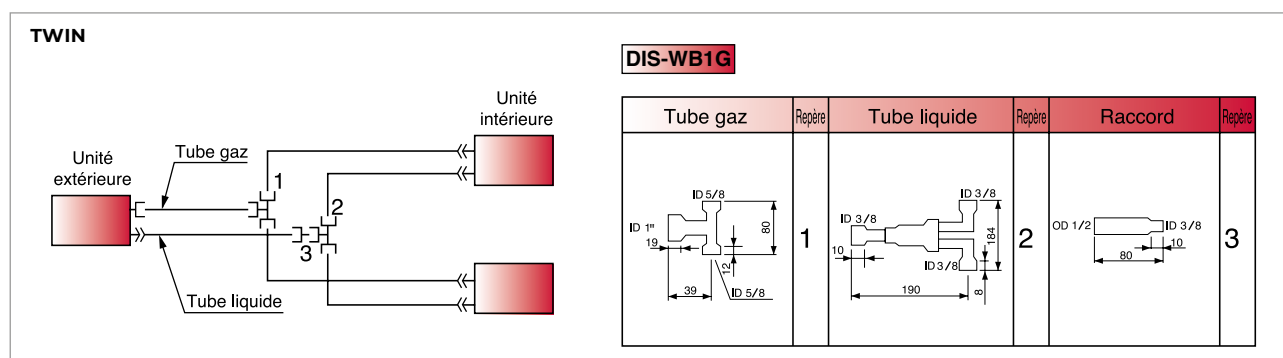 TWIN
Unité
extérieure
Tube gaz
Tube liquide
1
2
3
Unité
intérieure
DIS-WB1G
Tube gaz
Repère
Tube liquide
Repère
Raccord
Repère
ID 5/8
ID 1"
19
80
12
39
ID 5/8
1
ID 3/8
ID 3/8
10
184
ID 3/8
8
190
2
OD 1/2
ID 3/8
10
80
3